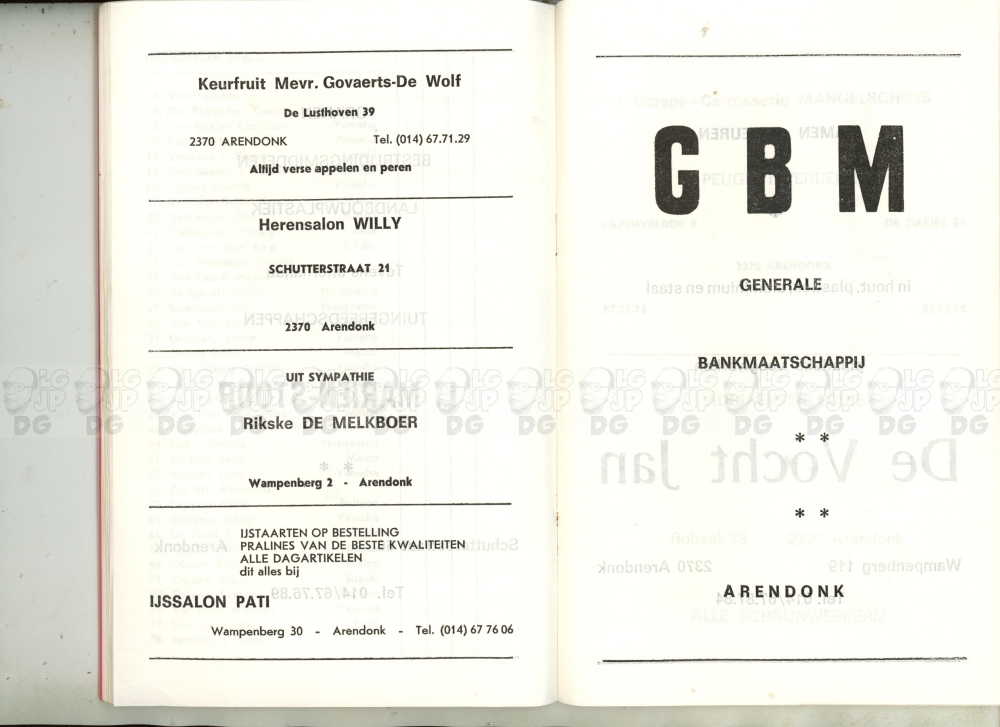 Keurfruit Mevr. Govaerts-De Wolf
De Lusthoven 39
2370 ARENDONK Tel. (014) 67.71.29
Altijd verse appelen en peren
Herensalon WILLY
SCHUTTERSTRAAT 21
2370 Arendonk
UIT SYMPATHIE
Rikske DE MELKBOER
* *
Wampenberg 2 - Arendonk
IJSTAARTEN OP BESTELLING
PRALINES VAN DE BESTE KWALITEITEN
ALLE DAGARTIKELEN
dit alles bij
IJSSALON PATI
Wampenberg 30 - Arendonk - Tel. (014) 67 76 06
GBM
GENERALE
BANKMAATSCHAPPIJ
* *
* *
ARENDONK